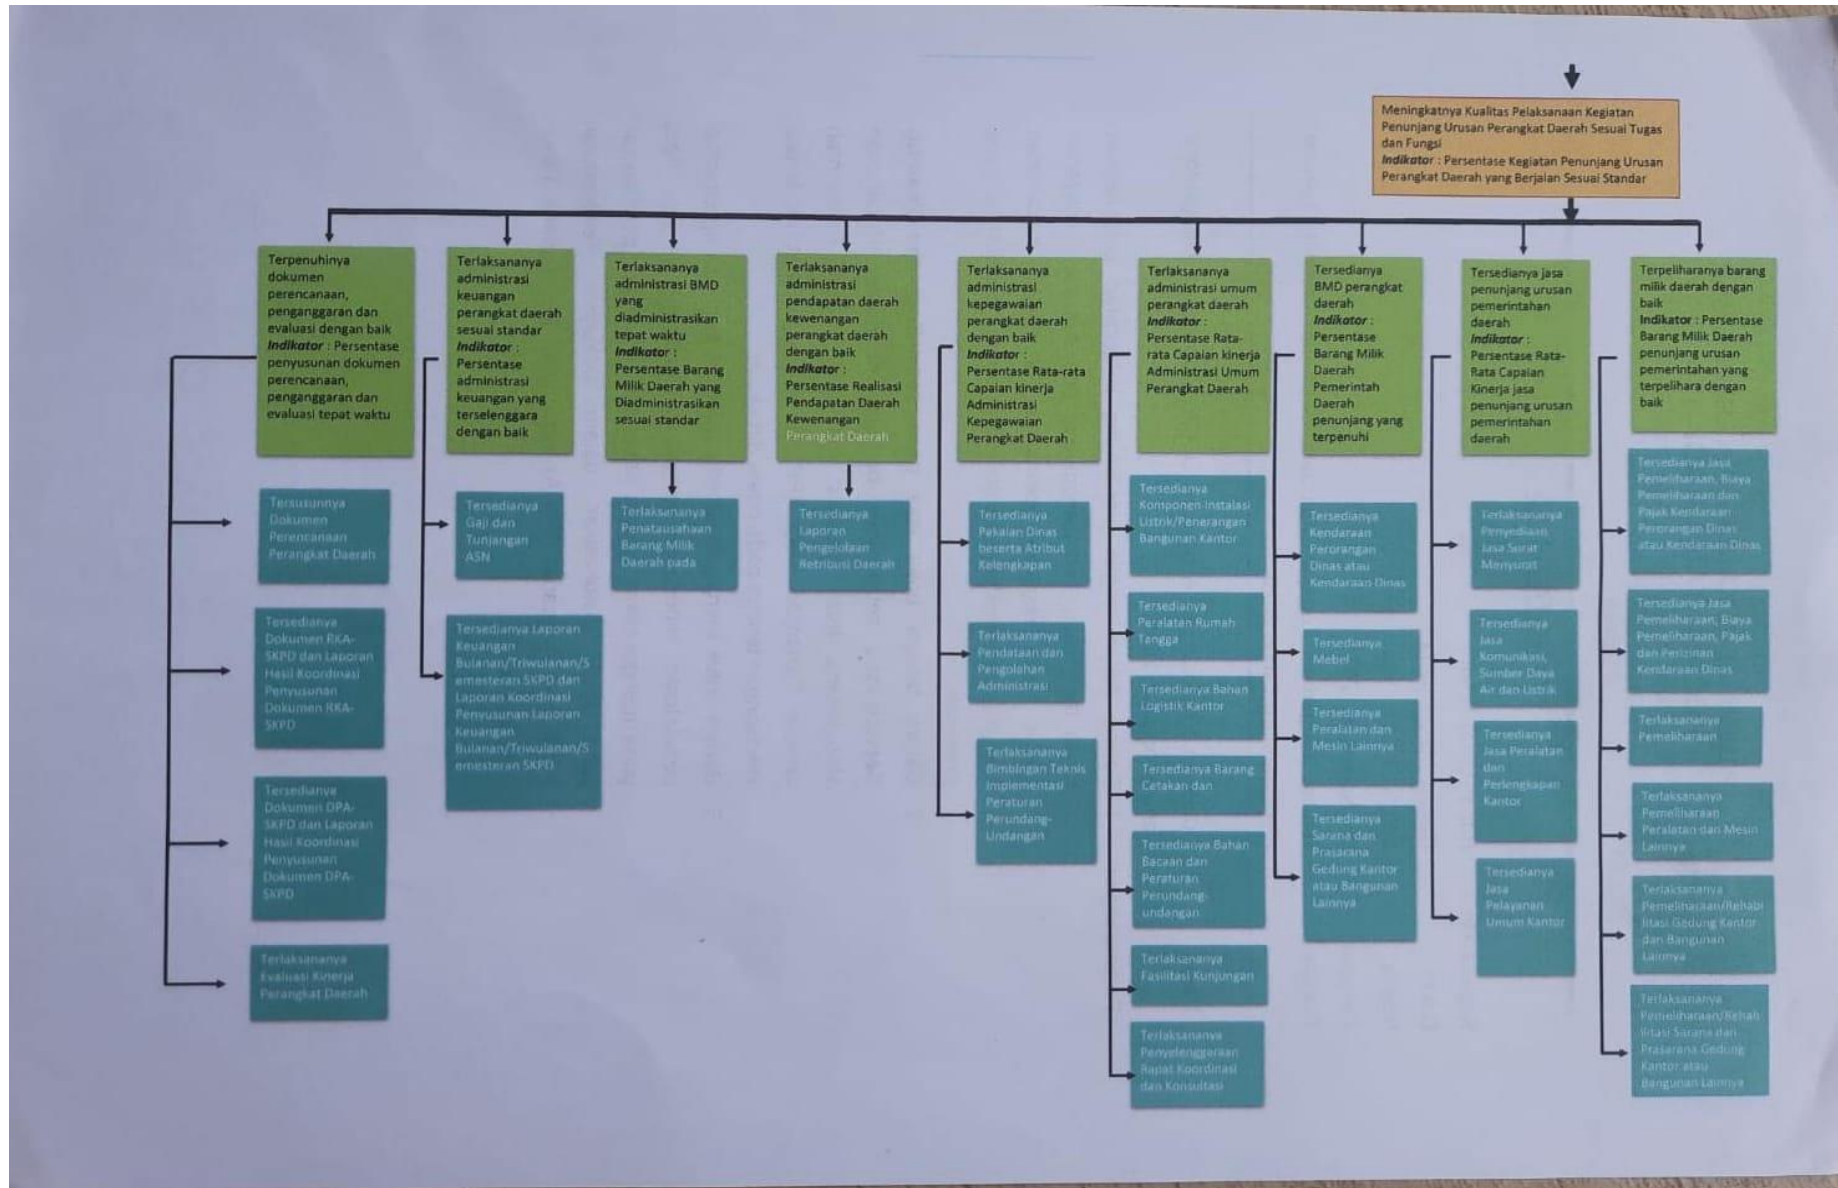 Meningkatnya Kualitas Pelaksanaan Kegiatan
Penunjang Urusan Perangkat Daerah Sesuai Tugas
dan Fungsi
Indikator : Persentase Kegiatan Penunjang Urusan
Perangkat Daerah yang Berjalan Sesuai Standar
Terpenuhinya
dokumen
perencanaan,
penganggaran dan
evaluasi dengan baik
Indikator : Persentase
penyusunan dokumen
perencanaan,
penganggaran dan
evaluasi tepat waktu
Tersusunnya
Dokumen
Perencanaan
Perangkat Daerah
Tersedianya
Dokumen RKA-
SKPD dan Laporan
Hasil Koordinasi
Penyusunan
Dokumen RKA-
SKPD
Tersedianya
Dokumen DPA-
SKPD dan Laporan
Hasil Koordinasi
Penyusunan
Dokumen DPA-
SKPD
Terlaksananya
Evaluasi Kinerja
Perangkat Daerah
Terlaksananya
administrasi
keuangan
perangkat daerah
sesuai standar
Indikator :
Persentase
administrasi
keuangan yang
terselenggara
dengan baik
Tersedianya
Gaji dan
Tunjangan
ASN
Tersedianya Laporan
Keuangan
Bulanan/Triwulanan/S
emesteran SKPD dan
Laporan Koordinasi
Penyusunan Laporan
Keuangan
Bulanan/Triwulanan/S
emesteran SKPD
Terlaksananya
administrasi BMD
yang
diadministrasikan
tepat waktu
Indikator :
Persentase Barang
Milik Daerah yang
Diadministrasikan
sesuai standar
Terlaksananya
Penatausahaan
Barang Milik
Daerah pada
Terlaksananya
administrasi
pendapatan daerah
kewenangan
perangkat daerah
dengan baik
Indikator :
Persentase Realisasi
Pendapatan Daerah
Kewenangan
Perangkat Daerah
Tersedianya
Laporan
Pengelolaan
Retribusi Daerah
Terlaksananya
administrasi
kepegawaian
perangkat daerah
dengan baik
Indikator :
Persentase Rata-rata
Capaian kinerja
Administrasi
Kepegawaian
Perangkat Daerah
Tersedianya
Pakaian Dinas
beserta Atribut
Kelengkapan
Terlaksananya
Pendataan dan
Pengolahan
Administrasi
Terlaksananya
Bimbingan Teknis
Implementasi
Peraturan
Perundang-
Undangan
Terlaksananya
administrasi umum
perangkat daerah
Indikator :
Persentase Rata-
rata Capaian kinerja
Administrasi Umum
Perangkat Daerah
Tersedianya
Komponen Instalasi
Listrik/Penerangan
Bangunan Kantor
Tersedianya
Peralatan Rumah
Tangga
Tersedianya Bahan
Logistik Kantor
Tersedianya Barang
Cetakan dan
Tersedianya Bahan
Bacaan dan
Peraturan
Perundang-
undangan
Terlaksananya
Fasilitasi Kunjungan
Terlaksananya
Penyelenggaraan
Rapat Koordinasi
dan Konsultasi
Tersedianya
BMD perangkat
daerah
Indikator :
Persentase
Barang Milik
Daerah
Pemerintah
Daerah
penunjang yang
terpenuhi
Tersedianya
Kendaraan
Perorangan
Dinas atau
Kendaraan Dinas
Tersedianya
Mebel
Tersedianya
Peralatan dan
Mesin Lainnya
Tersedianya
Sarana dan
Prasarana
Gedung Kantor
atau Bangunan
Lainnya
Tersedianya jasa
penunjang urusan
pemerintahan
daerah
Indikator :
Persentase Rata-
Rata Capaian
Kinerja jasa
penunjang urusan
pemerintahan
daerah
Terlaksananya
Penyediaan
Jasa Surat
Menyurat
Tersedianya
Jasa
Komunikasi,
Sumber Daya
Air dan Listrik
Tersedianya
Jasa Peralatan
dan
Perlengkapan
Kantor
Tersedianya
Jasa
Pelayanan
Umum Kantor
Terpeliharanya barang
milik daerah dengan
baik
Indikator : Persentase
Barang Milik Daerah
penunjang urusan
pemerintahan yang
terpelihara dengan
baik
Tersedianya Jasa
Pemeliharaan, Biaya
Pemeliharaan dan
Pajak Kendaraan
Perorangan Dinas
atau Kendaraan Dinas
Tersedianya Jasa
Pemeliharaan, Biaya
Pemeliharaan, Pajak
dan Perizinan
Kendaraan Dinas
Terlaksananya
Pemeliharaan
Terlaksananya
Pemeliharaan
Peralatan dan Mesin
Lainnya
Terlaksananya
Pemeliharaan/Rehabi
litasi Gedung Kantor
dan Bangunan
Lainnya
Terlaksananya
Pemeliharaan/Rehab
ilitasi Sarana dan
Prasarana Gedung
Kantor atau
Bangunan Lainnya